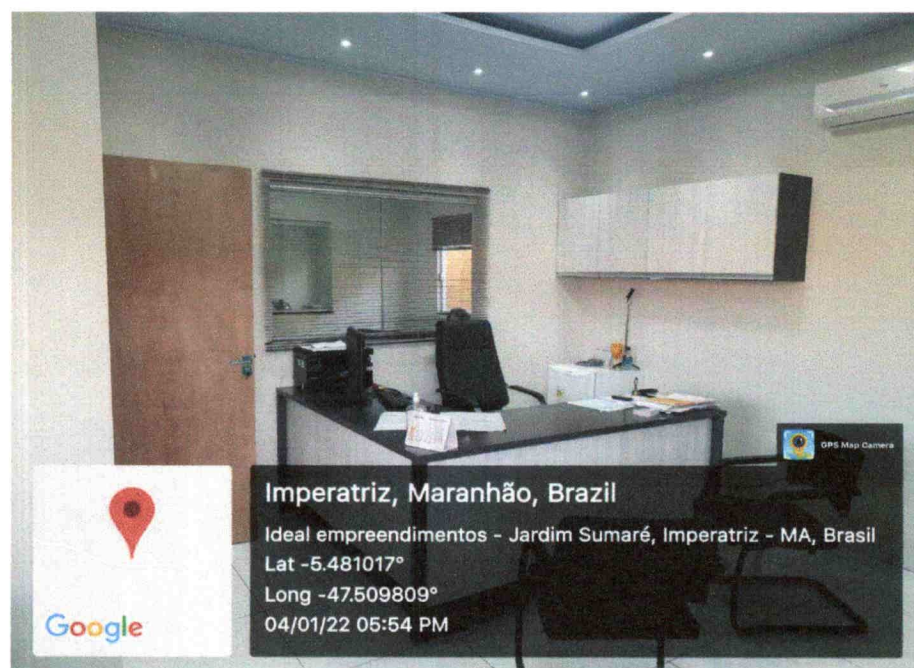 GPS Map Camera
Imperatriz, Maranhão, Brazil
Ideal empreendimentos - Jardim Sumaré, Imperatriz - MA, Brasil
Lat -5.481017°
Long -47.509809°
04/01/22 05:54 PM
Google